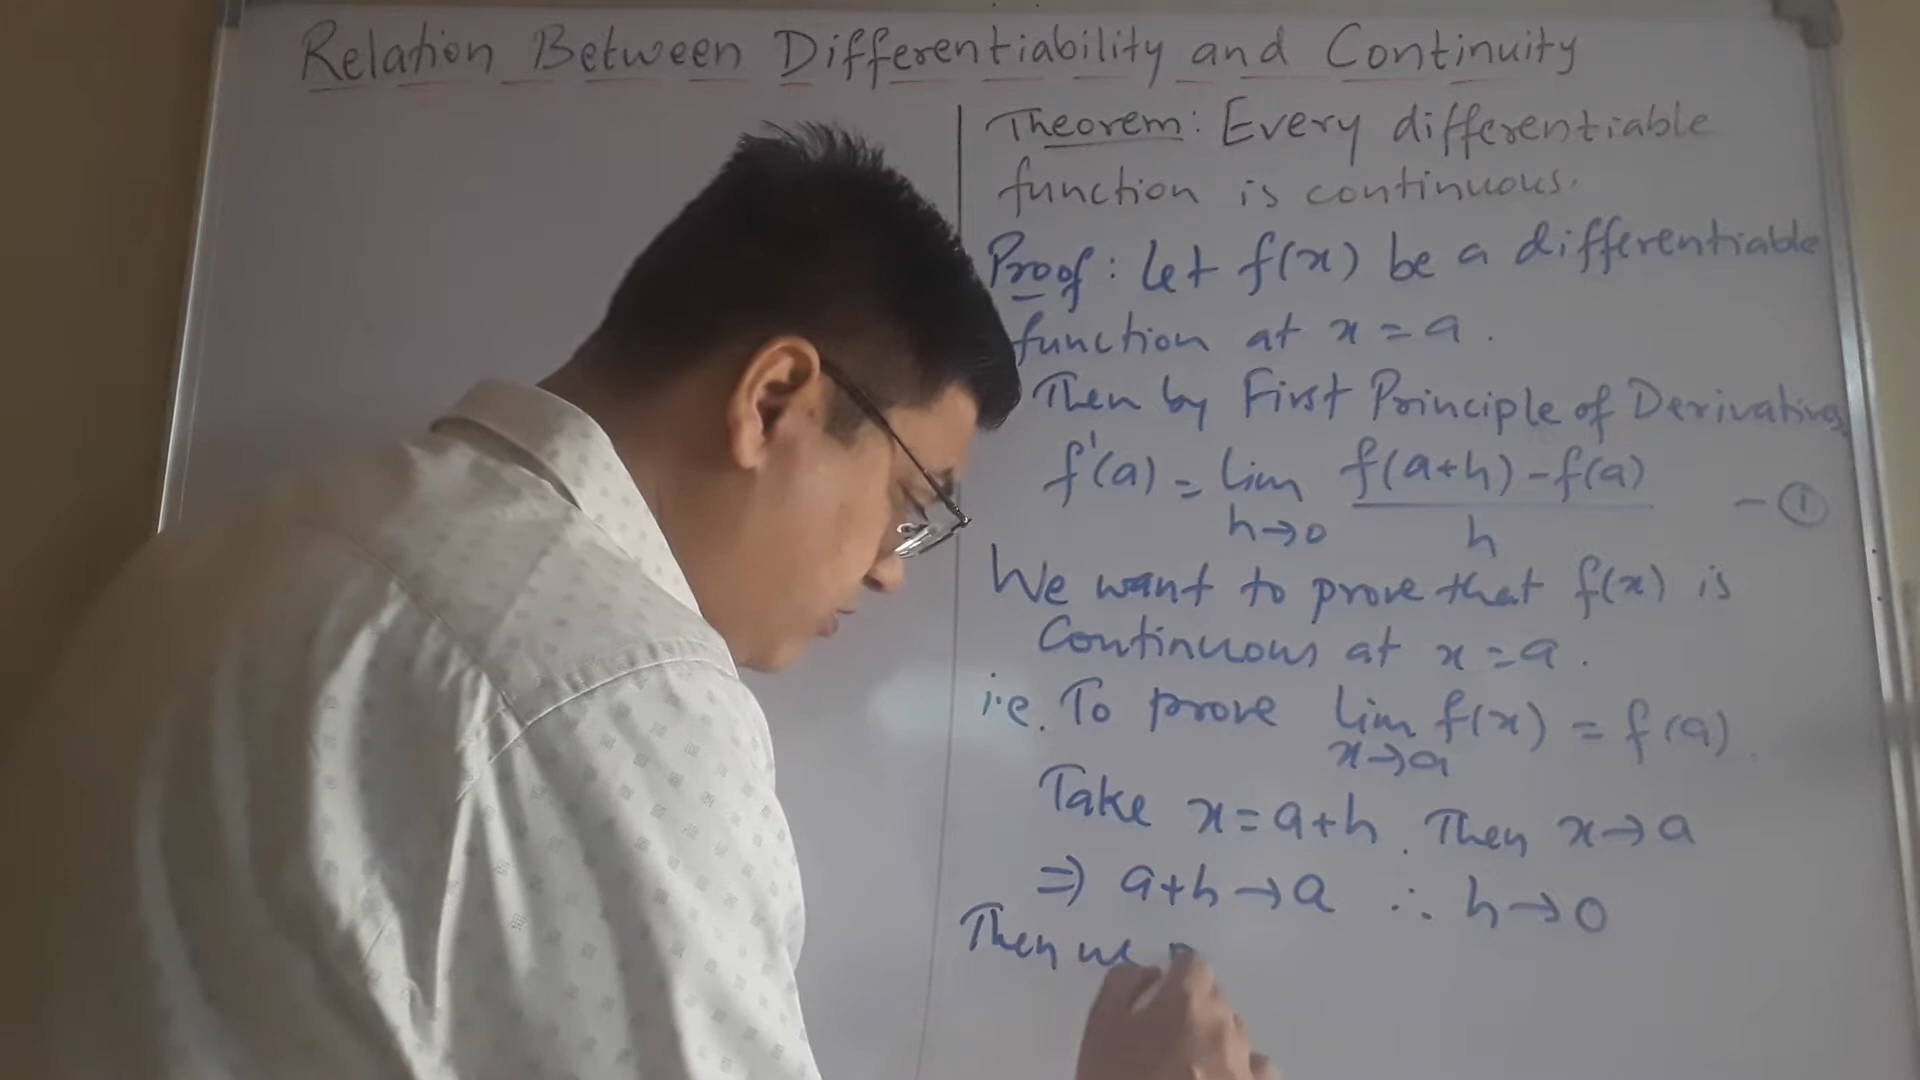 Relation Between Differentiability and Continuity
Theorem: Every differentiable
function is continuous.
Proof: Let f(x) be a differentiable
function at x = a.
Then by First Principle of Derivative,
f'(a) = lim h→0 f(a+h) - f(a) / h - ①
We want to prove that f(x) is
Continuous at x = a.
i.e. To prove lim x→a f(x) = f(a).
Take x = a+h. Then x→a
⇒ a+h → a ∴ h→0
Then we